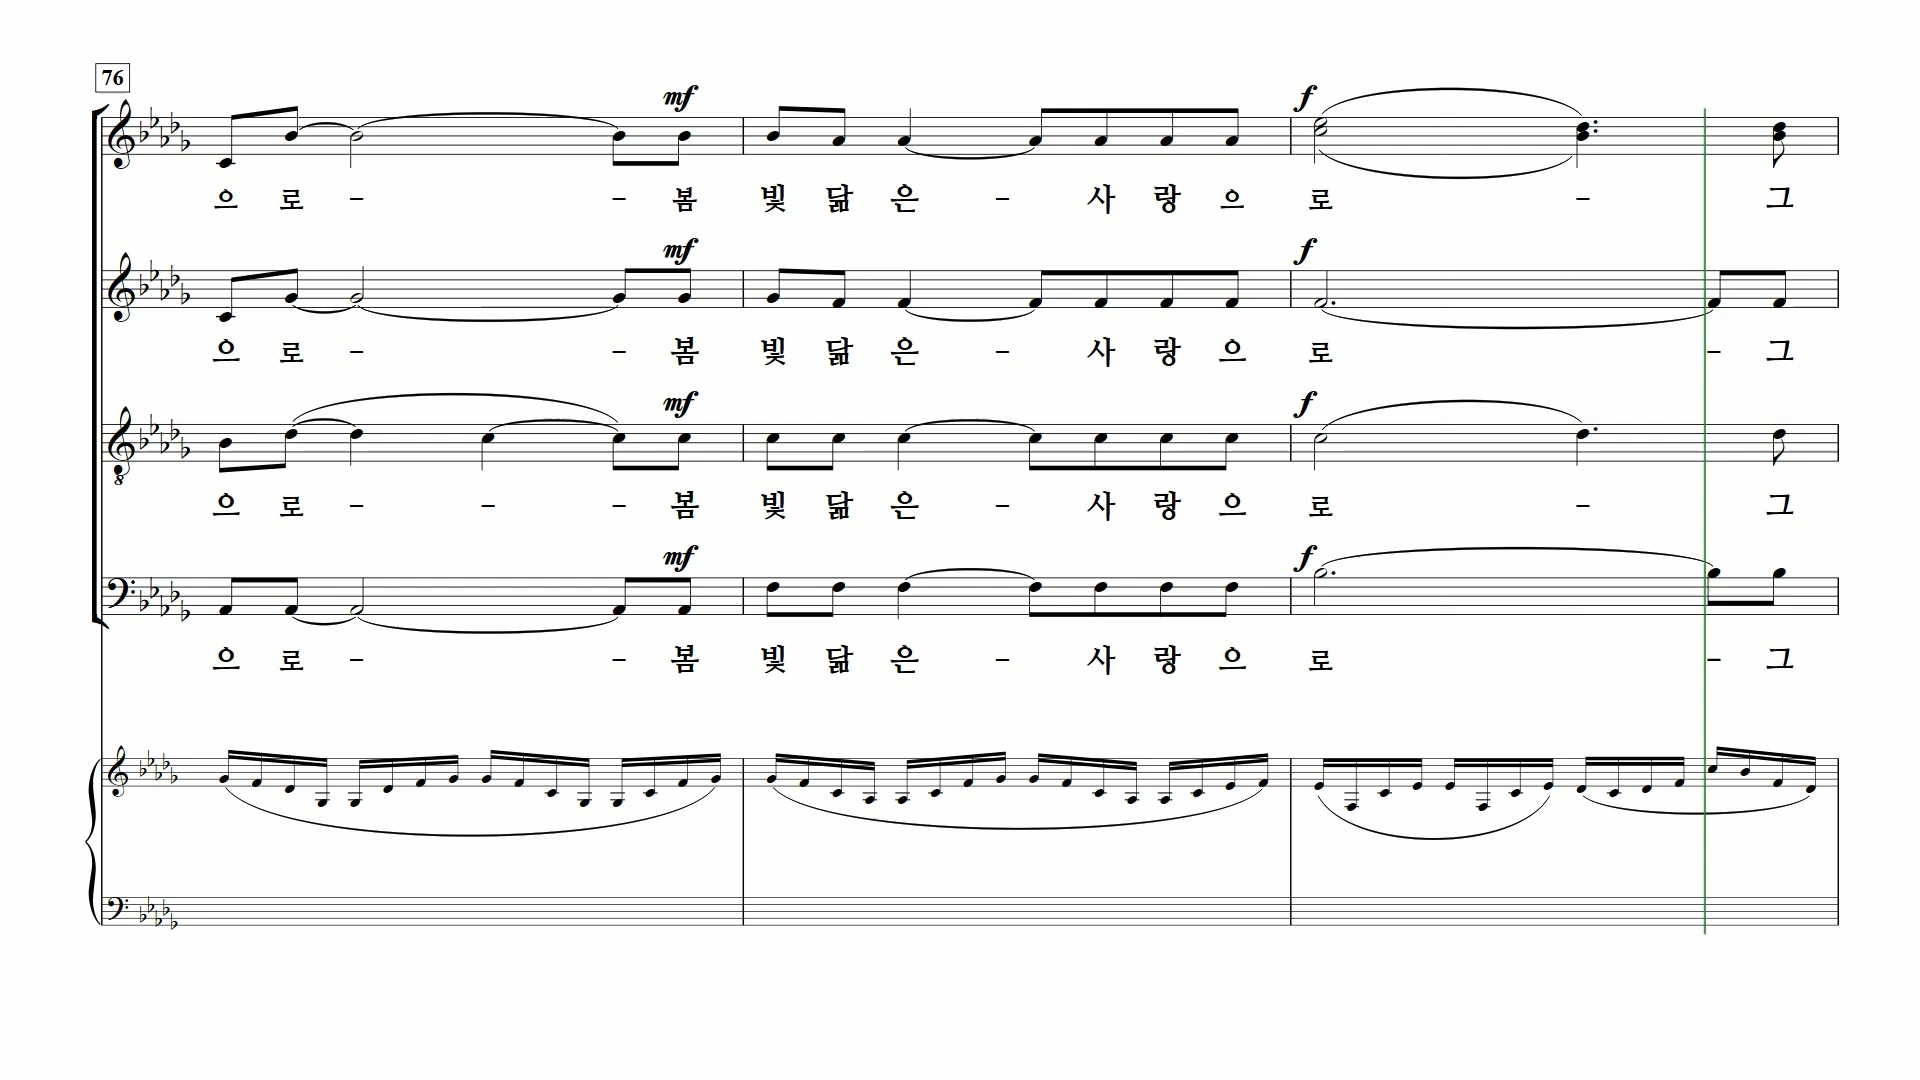 76
mf f
으 로 - - 봄 빛 닮 은 - 사 랑 으 로 - 그
mf f
으 로 - - 봄 빛 닮 은 - 사 랑 으 로 - 그
mf f
으 로 - - - 봄 빛 닮 은 - 사 랑 으 로 - 그
mf f
으 로 - - 봄 빛 닮 은 - 사 랑 으 로 - 그